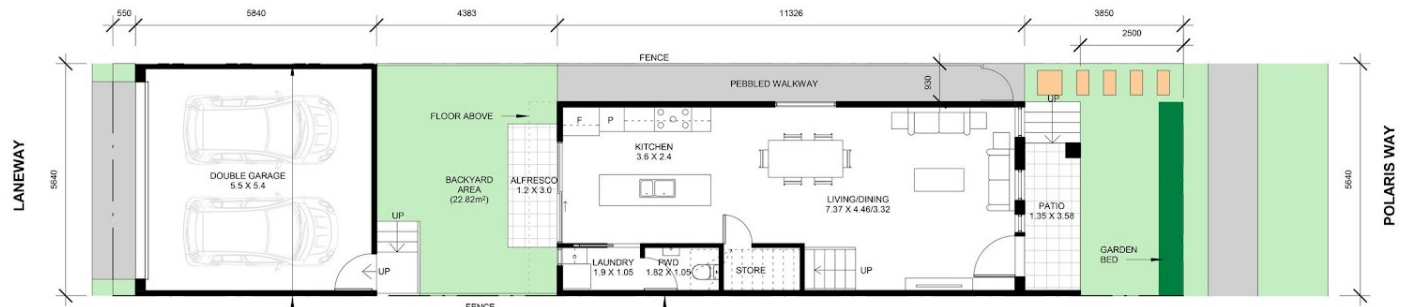 550
5840
4383
11326
3850
2500
FENCE
PEBBLED WALKWAY
930
UP
FLOOR ABOVE
F
P
KITCHEN
3.6 X 2.4
LANEWAY
5640
DOUBLE GARAGE
5.5 X 5.4
BACKYARD
AREA
(22.82m²)
ALFRESCO
1.2 X 3.0
LIVING/DINING
7.37 X 4.46/3.32
PATIO
1.35 X 3.58
5640
POLARIS WAY
UP
UP
LAUNDRY
1.9 X 1.05
PWD
1.82 X 1.05
STORE
UP
GARDEN
BED
FENCE